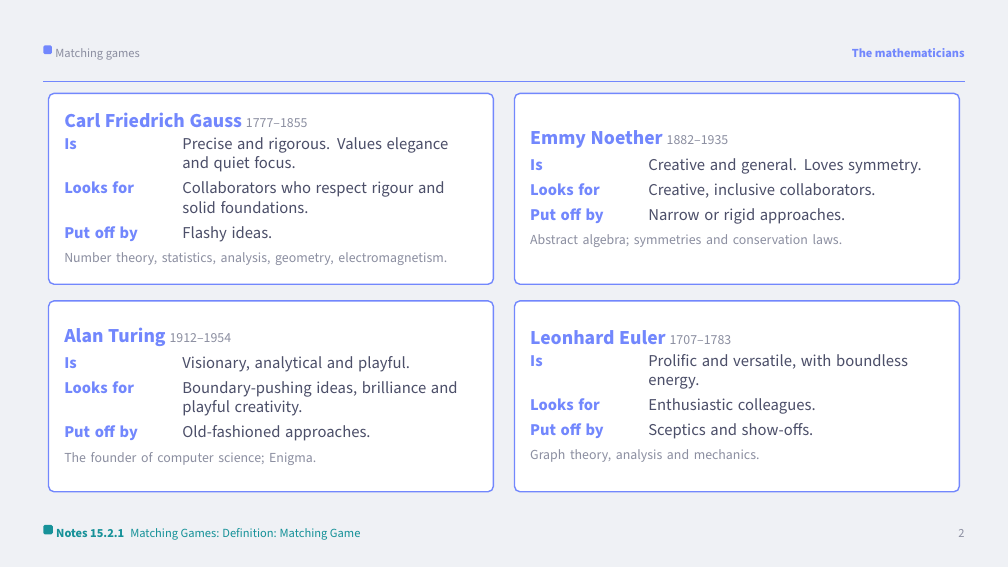 Matching games
The mathematicians
Carl Friedrich Gauss 1777–1855
Is Precise and rigorous. Values elegance
and quiet focus.
Looks for Collaborators who respect rigour and
solid foundations.
Put off by Flashy ideas.
Number theory, statistics, analysis, geometry, electromagnetism.
Emmy Noether 1882–1935
Is Creative and general. Loves symmetry.
Looks for Creative, inclusive collaborators.
Put off by Narrow or rigid approaches.
Abstract algebra; symmetries and conservation laws.
Alan Turing 1912–1954
Is Visionary, analytical and playful.
Looks for Boundary-pushing ideas, brilliance and
playful creativity.
Put off by Old-fashioned approaches.
The founder of computer science; Enigma.
Leonhard Euler 1707–1783
Is Prolific and versatile, with boundless
energy.
Looks for Enthusiastic colleagues.
Put off by Sceptics and show-offs.
Graph theory, analysis and mechanics.
Notes 15.2.1 Matching Games: Definition: Matching Game
2